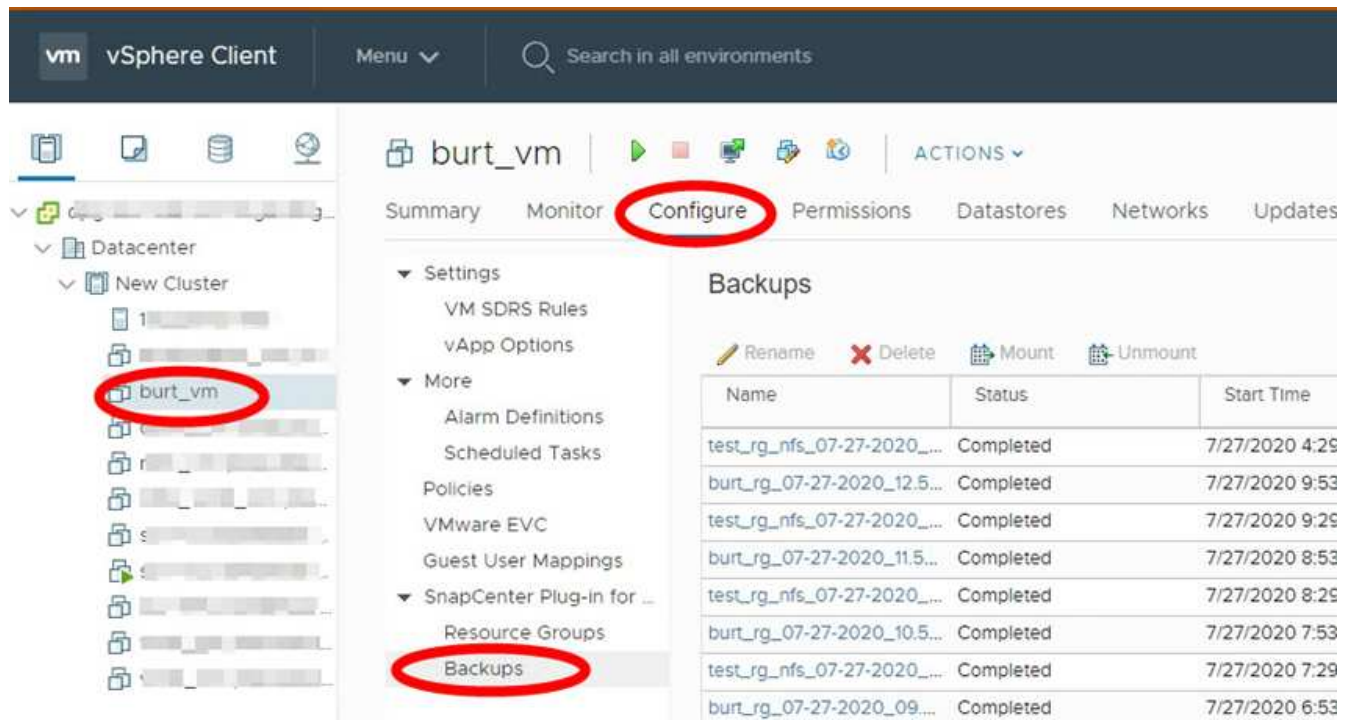 vm vSphere Client Menu Search in all environments
burt_vm ACTIONS
Summary Monitor Configure Permissions Datastores Networks Updates
Datacenter
New Cluster
burt_vm
Settings
VM SDRS Rules
vApp Options
More
Alarm Definitions
Scheduled Tasks
Policies
VMware EVC
Guest User Mappings
SnapCenter Plug-in for ...
Resource Groups
Backups
Backups
Rename Delete Mount Unmount
Name Status Start Time
test_rg_nfs_07-27-2020_... Completed 7/27/2020 4:29
burt_rg_07-27-2020_12.5... Completed 7/27/2020 9:53
test_rg_nfs_07-27-2020_... Completed 7/27/2020 9:29
burt_rg_07-27-2020_11.5... Completed 7/27/2020 8:53
test_rg_nfs_07-27-2020_... Completed 7/27/2020 8:29
burt_rg_07-27-2020_10.5... Completed 7/27/2020 7:53
test_rg_nfs_07-27-2020_... Completed 7/27/2020 7:29
burt_rg_07-27-2020_09.... Completed 7/27/2020 6:53